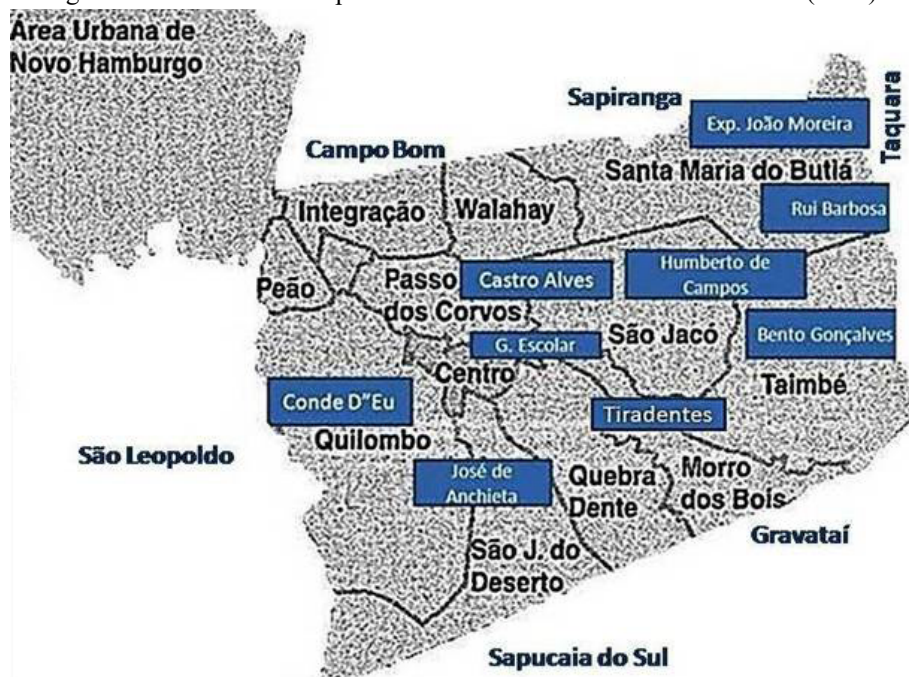 Área Urbana de
Novo Hamburgo
Sapiranga
Taquara
Exp. João Moreira
Campo Bom
Santa Maria do Butiá
Rui Barbosa
Integração
Walahay
Peão
Passo
dos Corvos
Castro Alves
Humberto de
Campos
São Jacó
Bento Gonçalves
G. Escolar
Centro
Taimbé
Conde D"Eu
Tiradentes
Quilombo
São Leopoldo
José de
Anchieta
Quebra
Dente
Morro
dos Bois
Gravataí
São J. do
Deserto
Sapucaia do Sul